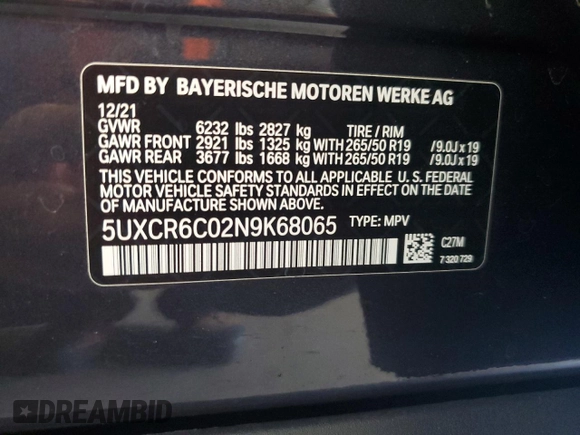 MFD BY BAYERISCHE MOTOREN WERKE AG
12/21
GVWR 6232 lbs 2827 kg TIRE / RIM
GAWR FRONT 2921 lbs 1325 kg WITH 265/50 R19 /9.0J x 19
GAWR REAR 3677 lbs 1668 kg WITH 265/50 R19 /9.0J x 19
THIS VEHICLE CONFORMS TO ALL APPLICABLE U. S. FEDERAL
MOTOR VEHICLE SAFETY STANDARDS IN EFFECT ON THE DATE
OF MANUFACTURE SHOWN ABOVE.
5UXCR6C02N9K68065 TYPE: MPV
C27M
7 320 729
DREAMBID